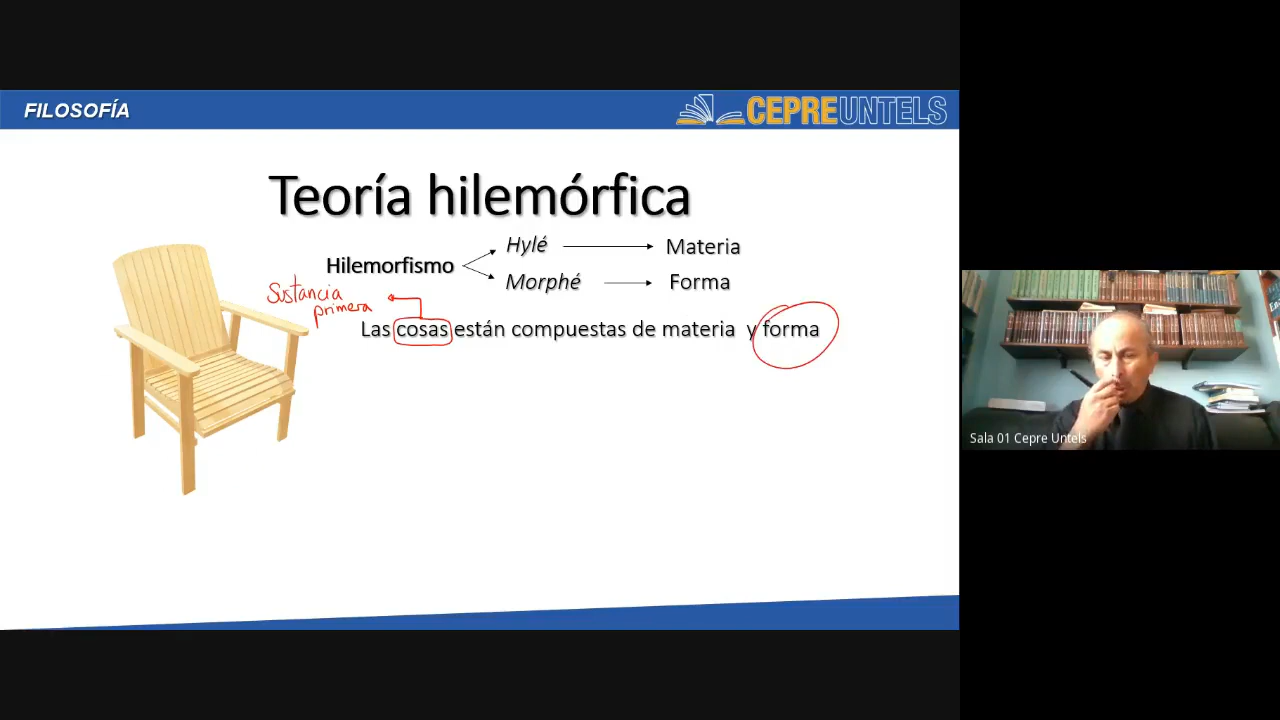 FILOSOFÍA
CEPREUNTELS
Teoría hilemórfica
Hylé
Materia
Hilemorfismo
Morphé
Forma
Sustancia
primera
Las cosas están compuestas de materia y forma
Sala 01 Cepre Untels